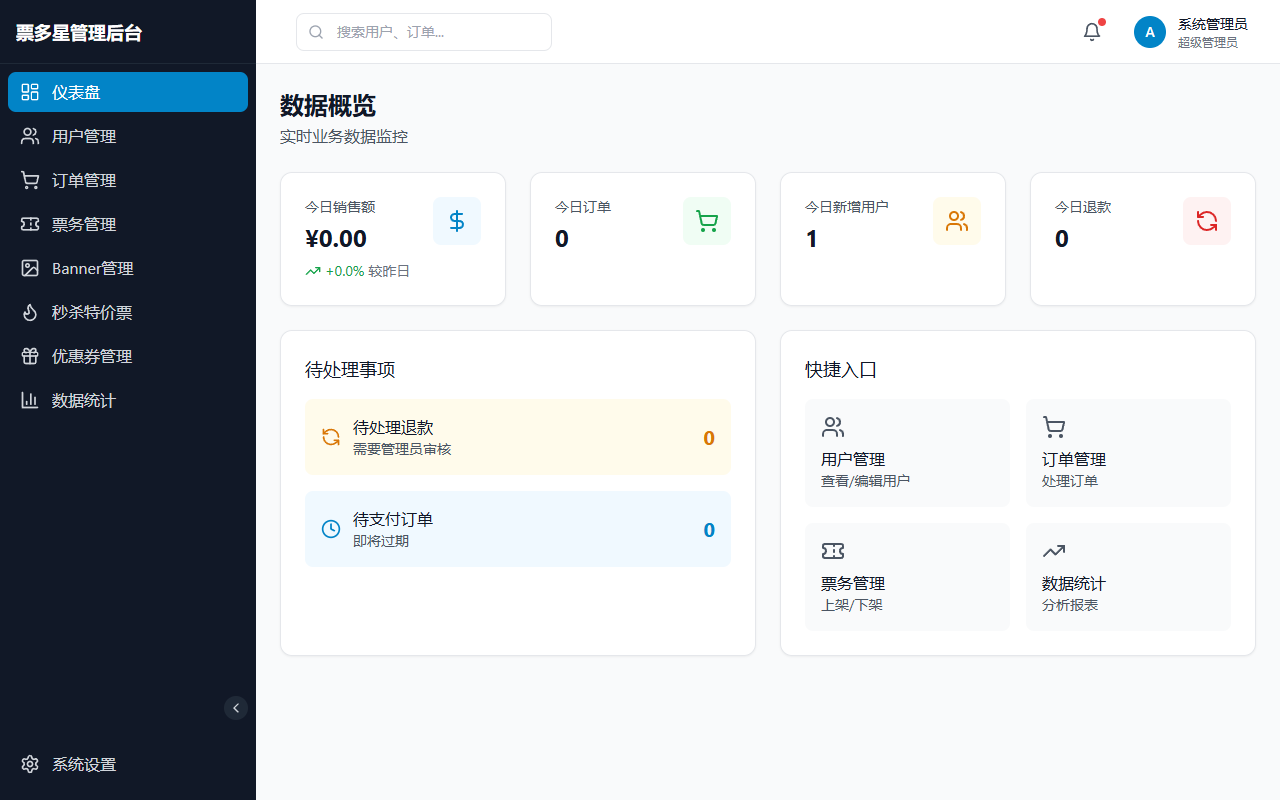 票多星管理后台
仪表盘
用户管理
订单管理
票务管理
Banner管理
秒杀特价票
优惠券管理
数据统计
系统设置
搜索用户、订单...
A
系统管理员
超级管理员
数据概览
实时业务数据监控
今日销售额
¥0.00
+0.0% 较昨日
今日订单
0
今日新增用户
1
今日退款
0
待处理事项
待处理退款
需要管理员审核
0
待支付订单
即将过期
0
快捷入口
用户管理
查看/编辑用户
订单管理
处理订单
票务管理
上架/下架
数据统计
分析报表